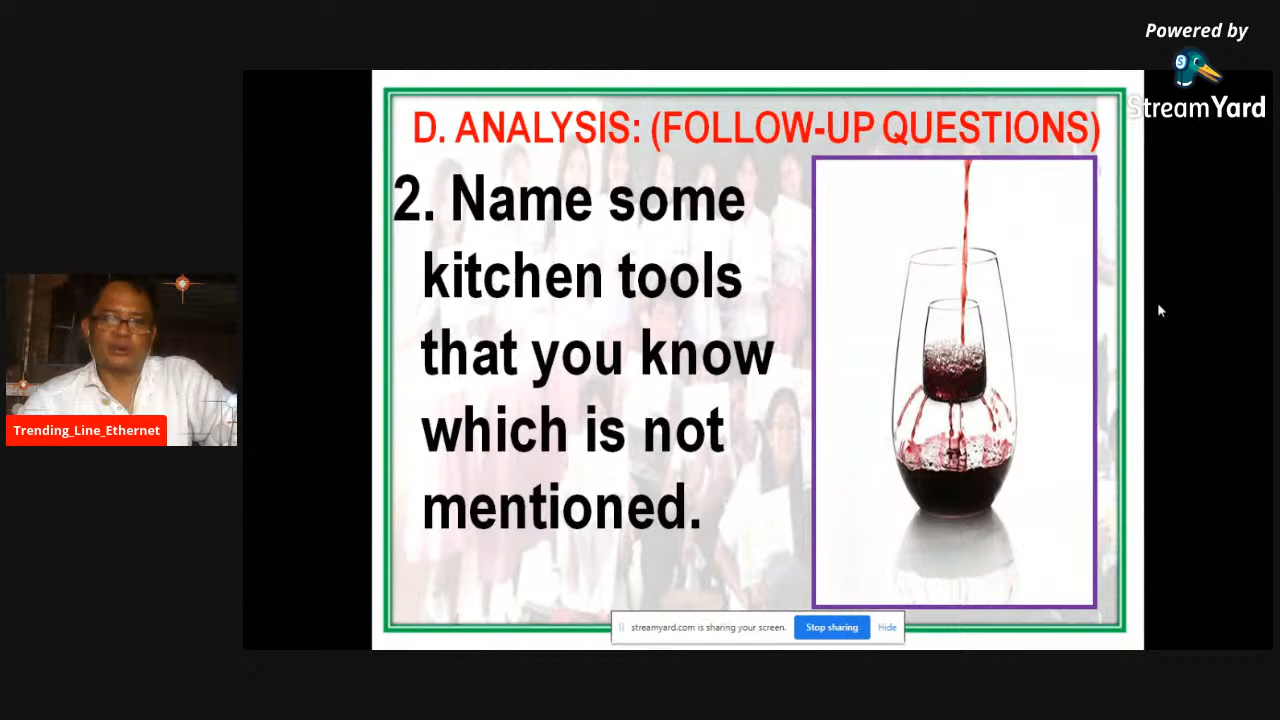 Powered by
StreamYard
D. ANALYSIS: (FOLLOW-UP QUESTIONS)
2. Name some
kitchen tools
that you know
which is not
mentioned.
Trending_Line_Ethernet
streamyard.com is sharing your screen.
Stop sharing
Hide